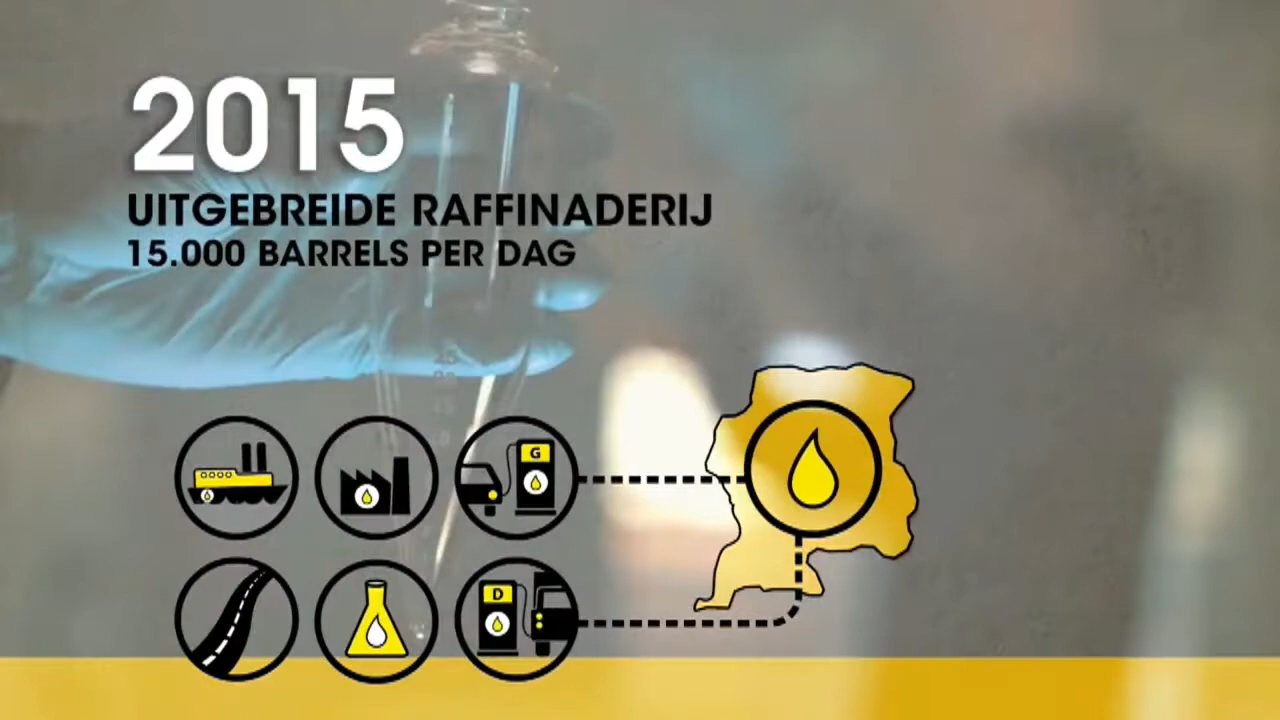 2015
UITGEBREIDE RAFFINADERIJ
15.000 BARRELS PER DAG
G
D